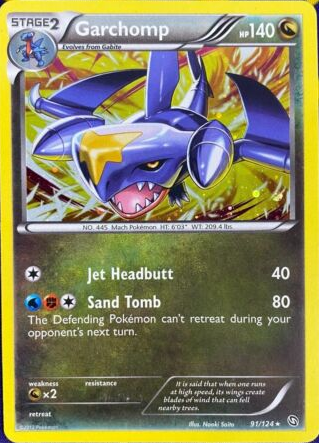 STAGE2
Garchomp
HP140
Evolves from Gabite
NO. 445 Mach Pokémon HT: 6'03" WT: 209.4 lbs.
Jet Headbutt 40
Sand Tomb 80
The Defending Pokémon can't retreat during your
opponent's next turn.
weakness resistance
×2
retreat
It is said that when one runs
at high speed, its wings create
blades of wind that can fell
nearby trees.
©2012 Pokémon
Illus. Naoki Saito 91/124 ★